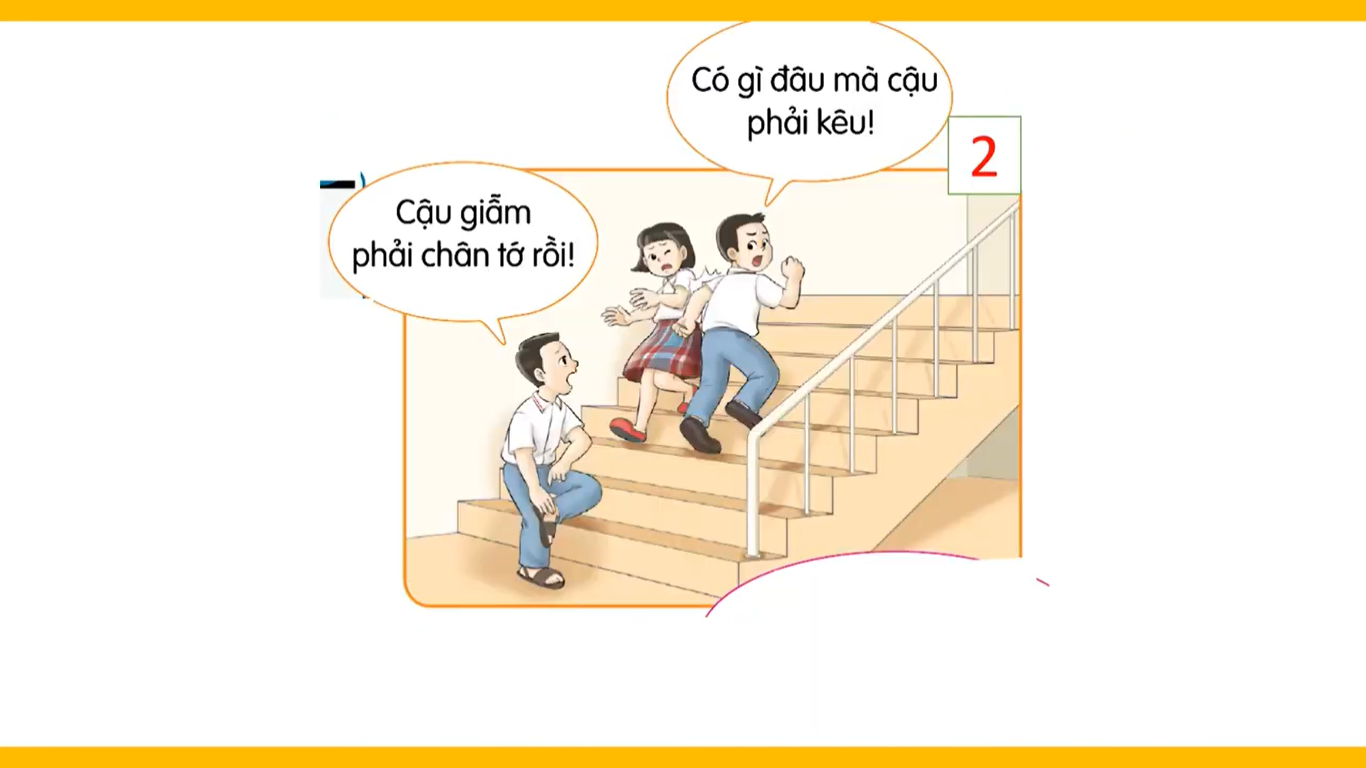 Có gì đâu mà cậu
phải kêu!
2
Cậu giẫm
phải chân tớ rồi!